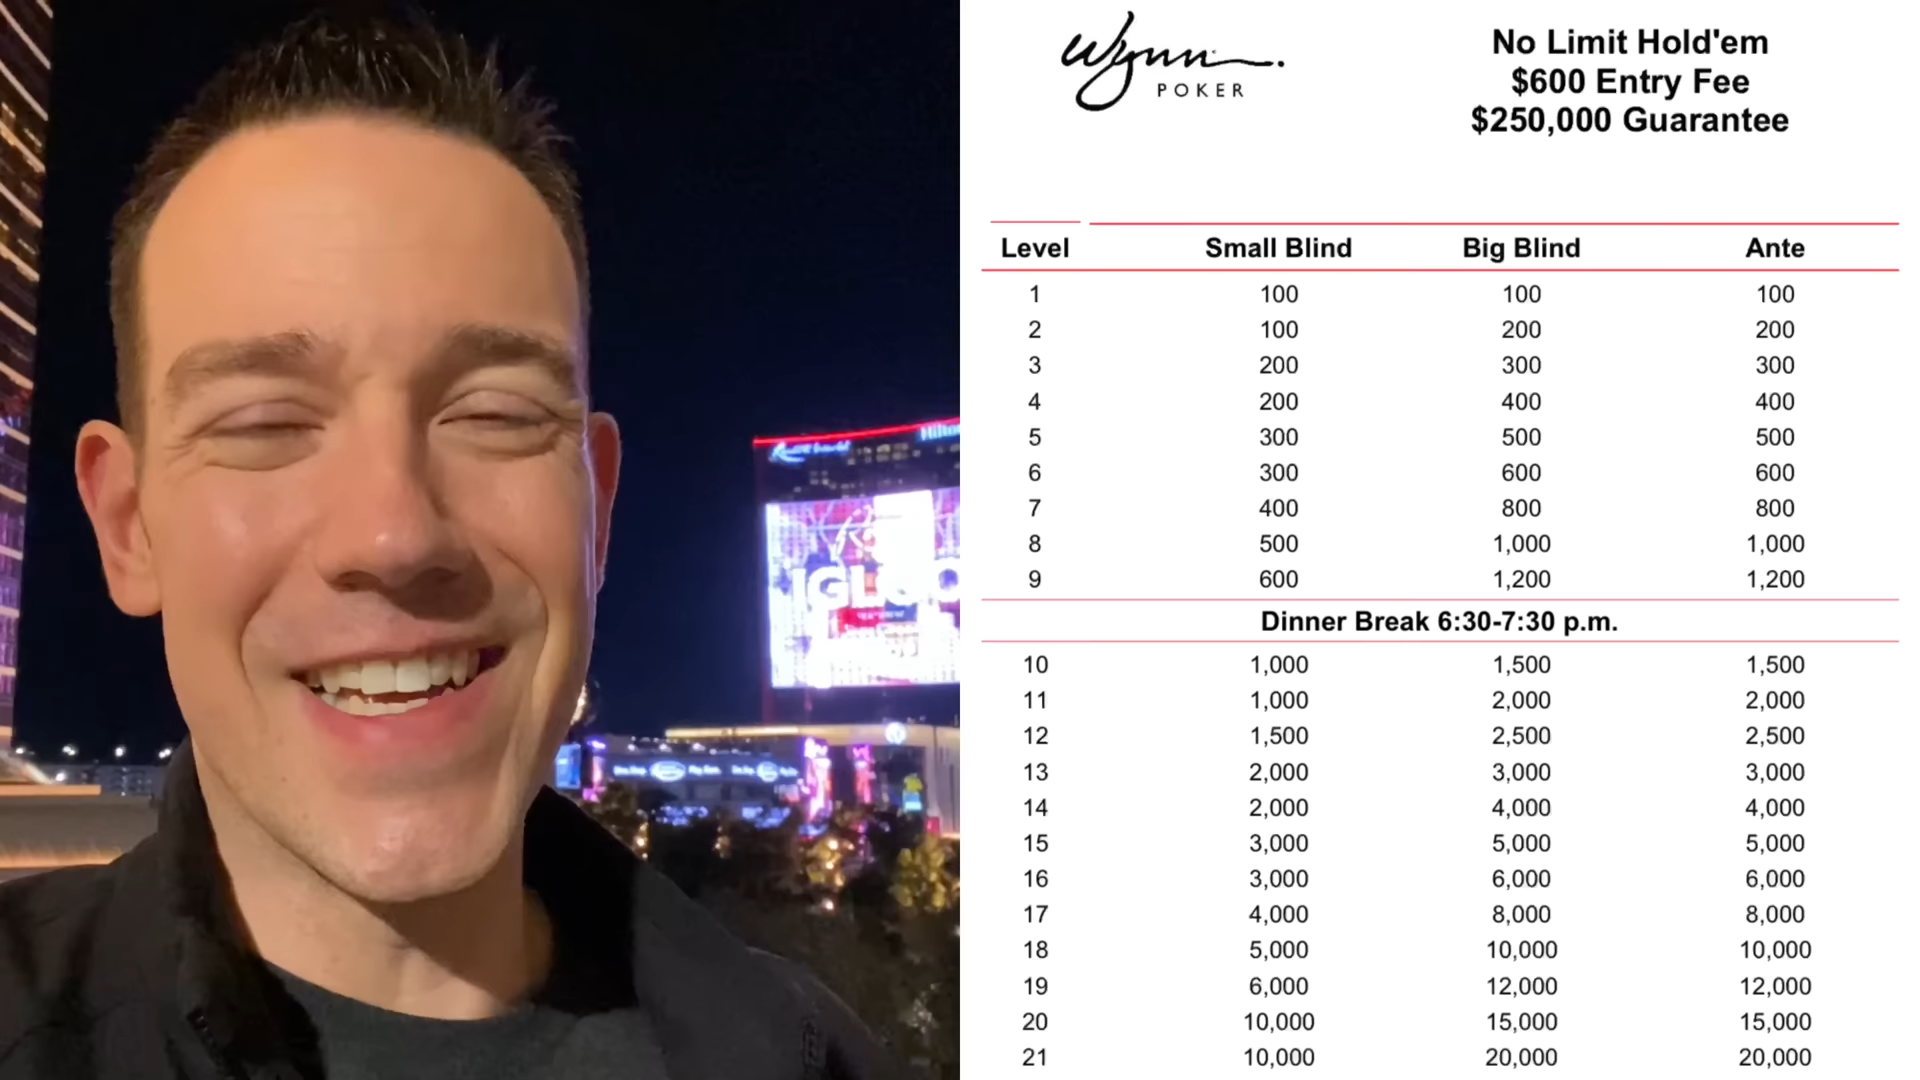 Resorts World
Hilton
IGLOO
Wynn.
POKER
No Limit Hold'em
$600 Entry Fee
$250,000 Guarantee
Level Small Blind Big Blind Ante
1 100 100 100
2 100 200 200
3 200 300 300
4 200 400 400
5 300 500 500
6 300 600 600
7 400 800 800
8 500 1,000 1,000
9 600 1,200 1,200
Dinner Break 6:30-7:30 p.m.
10 1,000 1,500 1,500
11 1,000 2,000 2,000
12 1,500 2,500 2,500
13 2,000 3,000 3,000
14 2,000 4,000 4,000
15 3,000 5,000 5,000
16 3,000 6,000 6,000
17 4,000 8,000 8,000
18 5,000 10,000 10,000
19 6,000 12,000 12,000
20 10,000 15,000 15,000
21 10,000 20,000 20,000